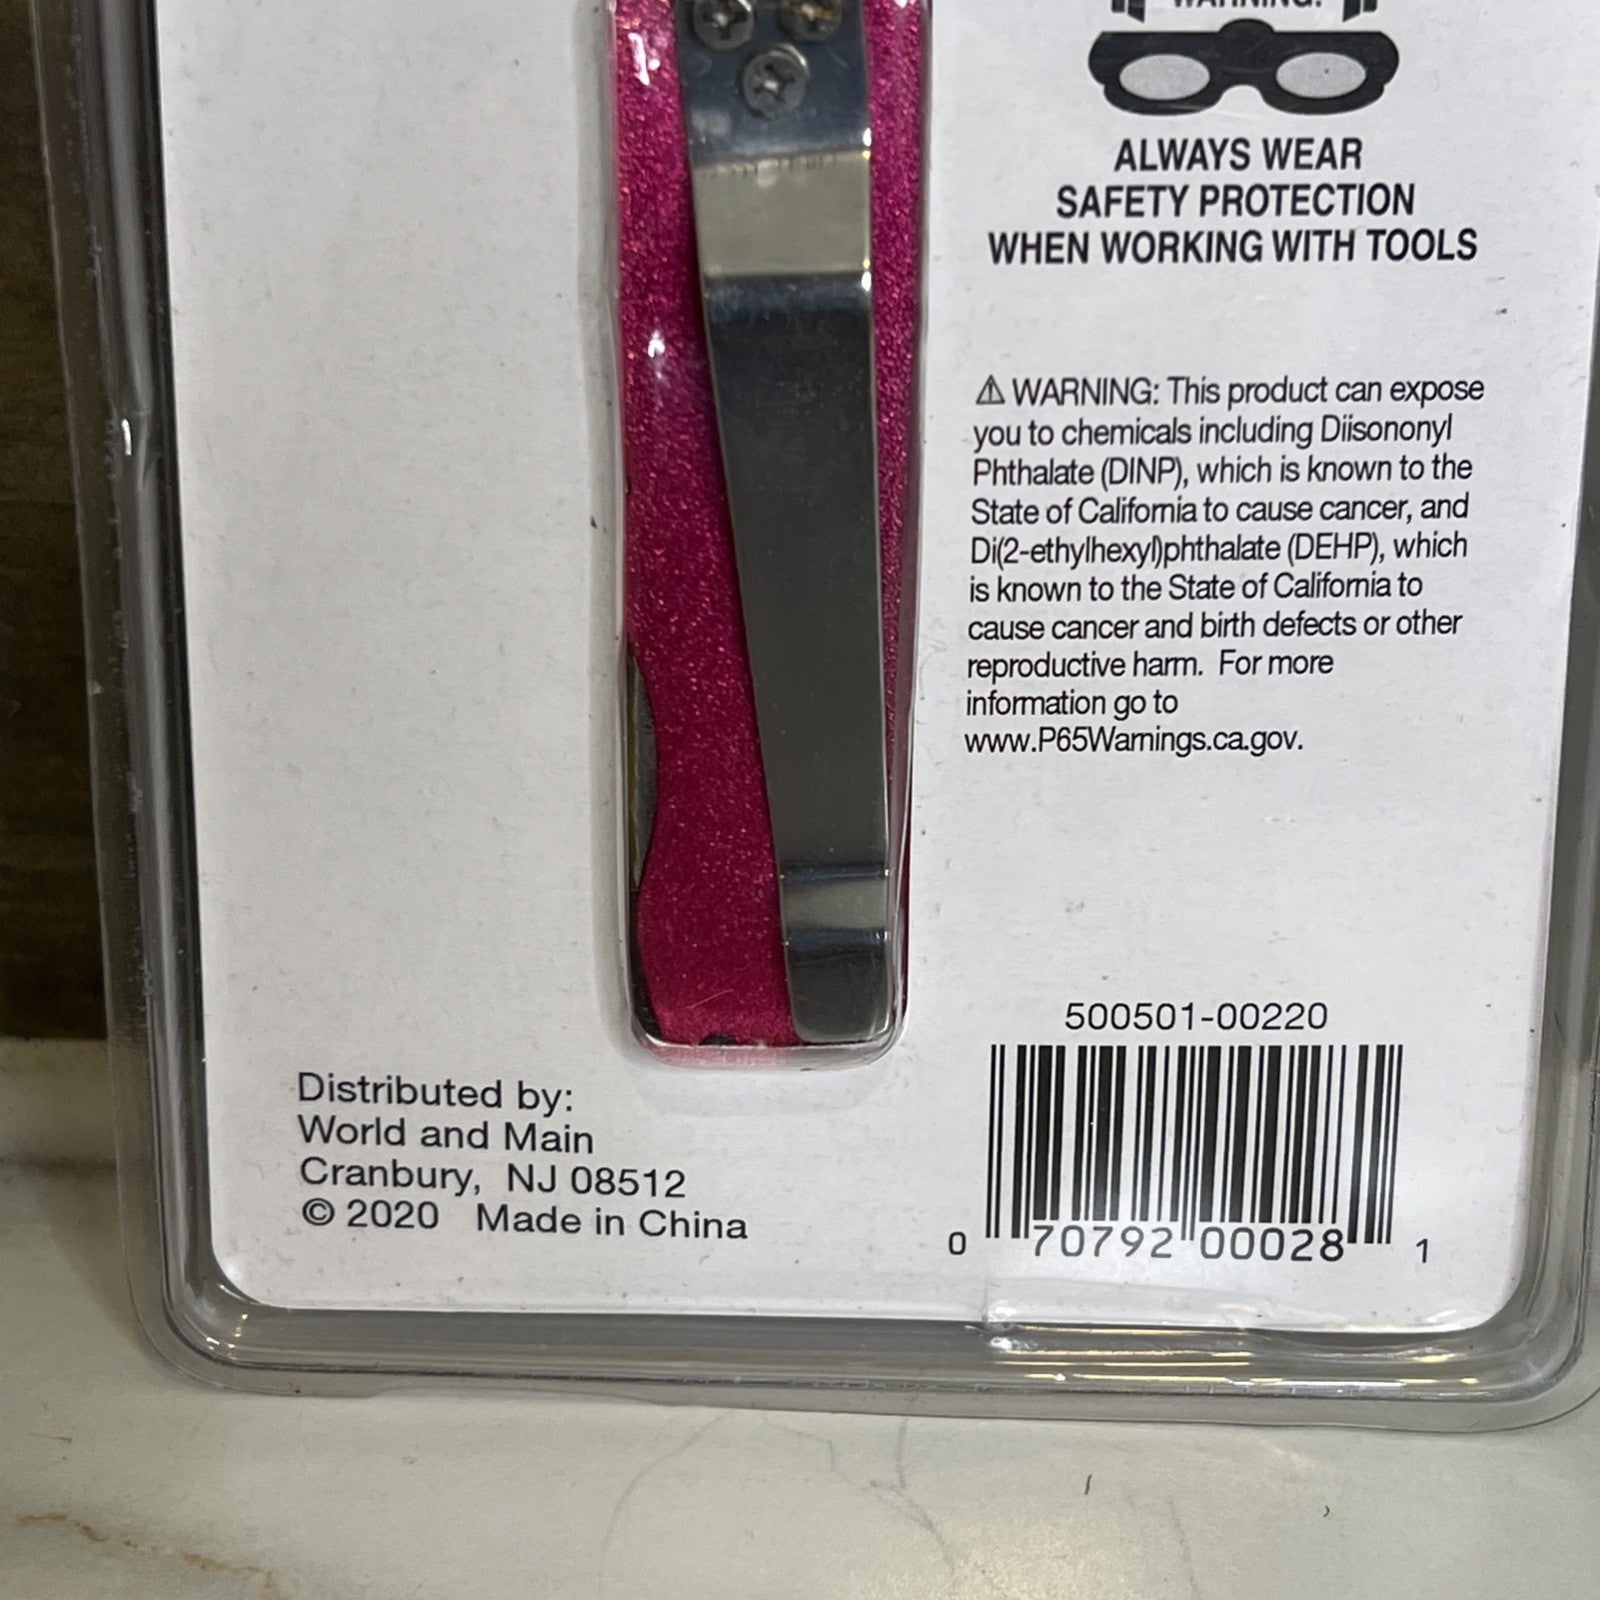 WARNING:
ALWAYS WEAR
SAFETY PROTECTION
WHEN WORKING WITH TOOLS
⚠ WARNING: This product can expose
you to chemicals including Diisononyl
Phthalate (DINP), which is known to the
State of California to cause cancer, and
Di(2-ethylhexyl)phthalate (DEHP), which
is known to the State of California to
cause cancer and birth defects or other
reproductive harm. For more
information go to
www.P65Warnings.ca.gov.
500501-00220
0 70792 00028 1
Distributed by:
World and Main
Cranbury, NJ 08512
© 2020 Made in China